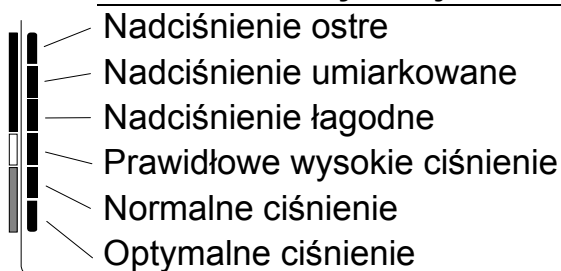 Nadciśnienie ostre
Nadciśnienie umiarkowane
Nadciśnienie łagodne
Prawidłowe wysokie ciśnienie
Normalne ciśnienie
Optymalne ciśnienie